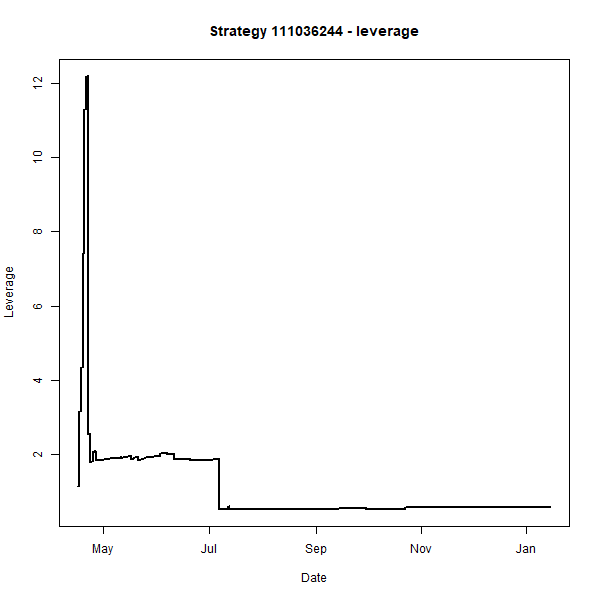 Strategy 111036244 - leverage
Leverage
12
10
8
6
4
2
May
Jul
Sep
Nov
Jan
Date